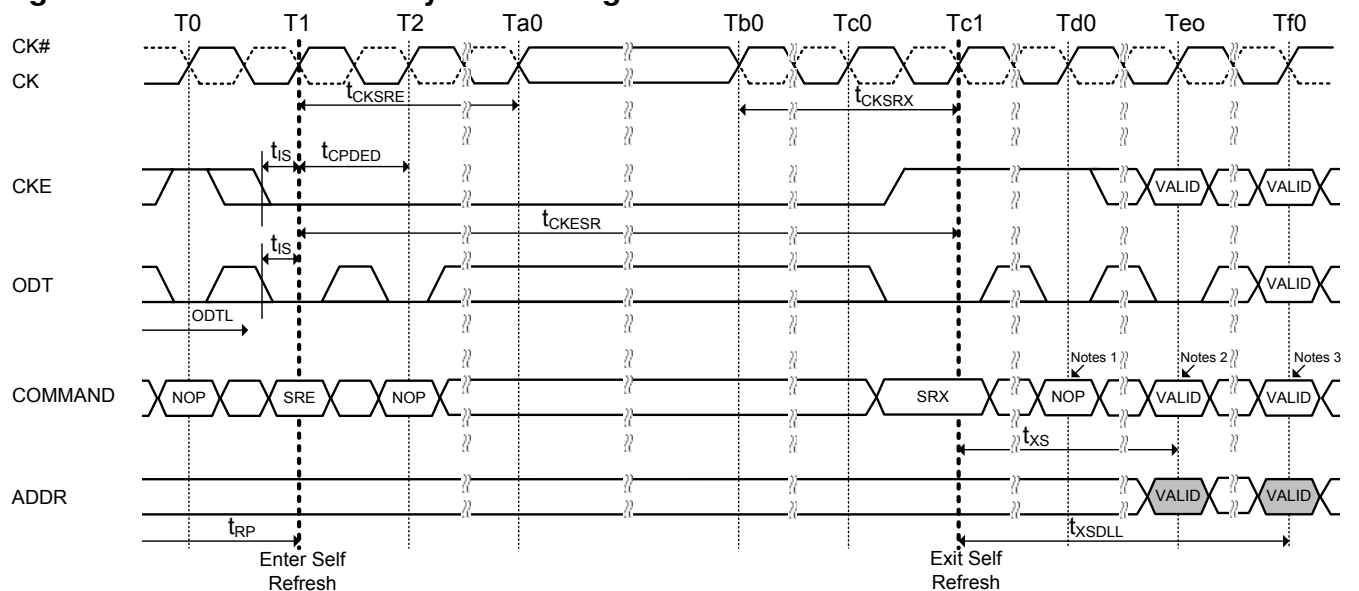 T0 T1 T2 Ta0 Tb0 Tc0 Tc1 Td0 Teo Tf0
CK#
CK
tCKSRE tCKSRX
tIS tCPDED
CKE VALID VALID
tCKESR
tIS
ODT VALID
ODTL
Notes 1 Notes 2 Notes 3
COMMAND NOP SRE NOP SRX NOP VALID VALID
tXS
ADDR VALID VALID
tRP tXSDLL
Enter Self Exit Self
Refresh Refresh